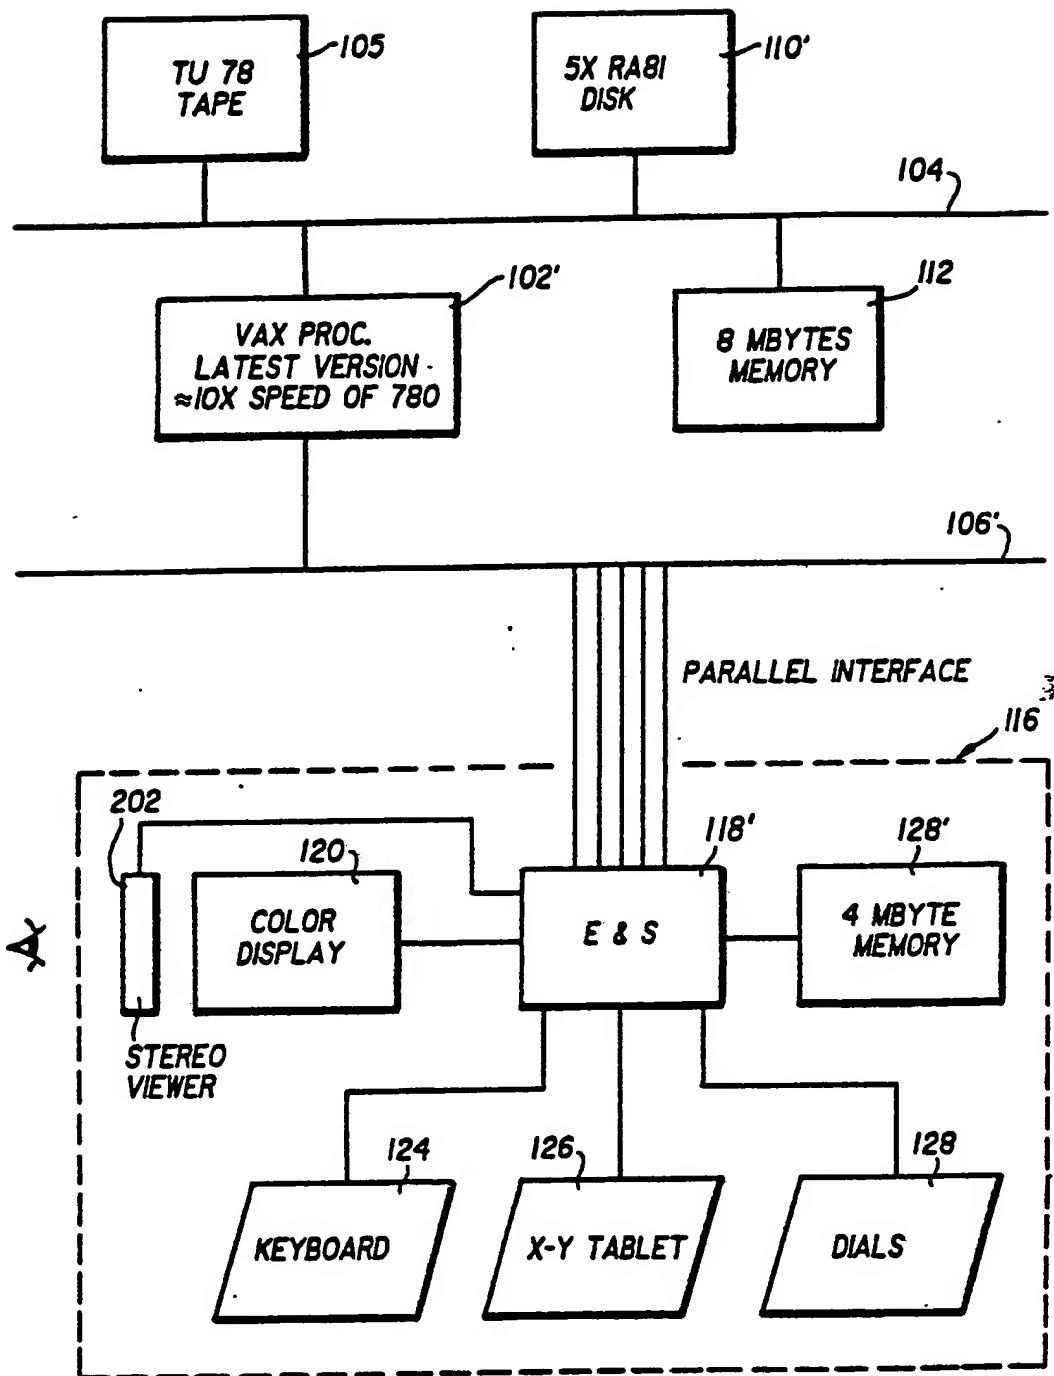 105
TU 78
TAPE
110'
5X RA81
DISK
104
102'
VAX PROC.
LATEST VERSION
≈10X SPEED OF 780
112
8 MBYTES
MEMORY
106'
PARALLEL INTERFACE
116
202
120
COLOR
DISPLAY
118'
E & S
128'
4 MBYTE
MEMORY
STEREO
VIEWER
124
KEYBOARD
126
X-Y TABLET
128
DIALS